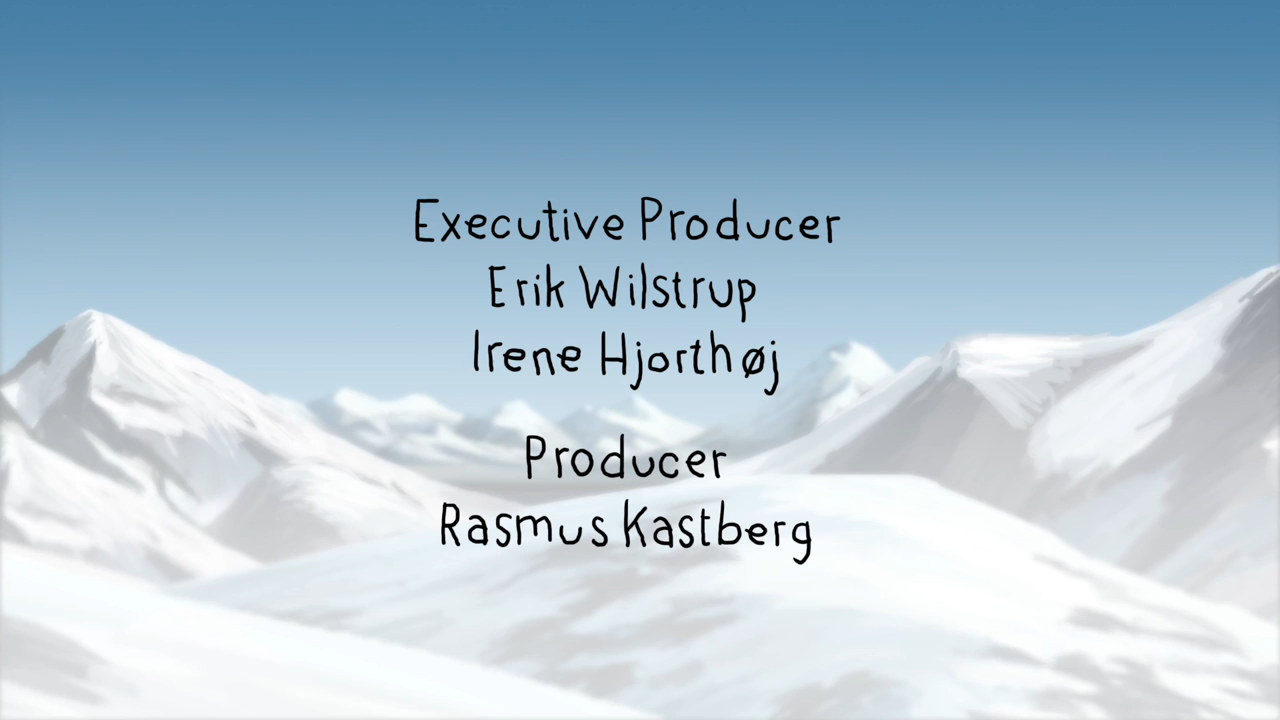 Executive Producer
Erik Wilstrup
Irene Hjorthøj
Producer
Rasmus Kastberg